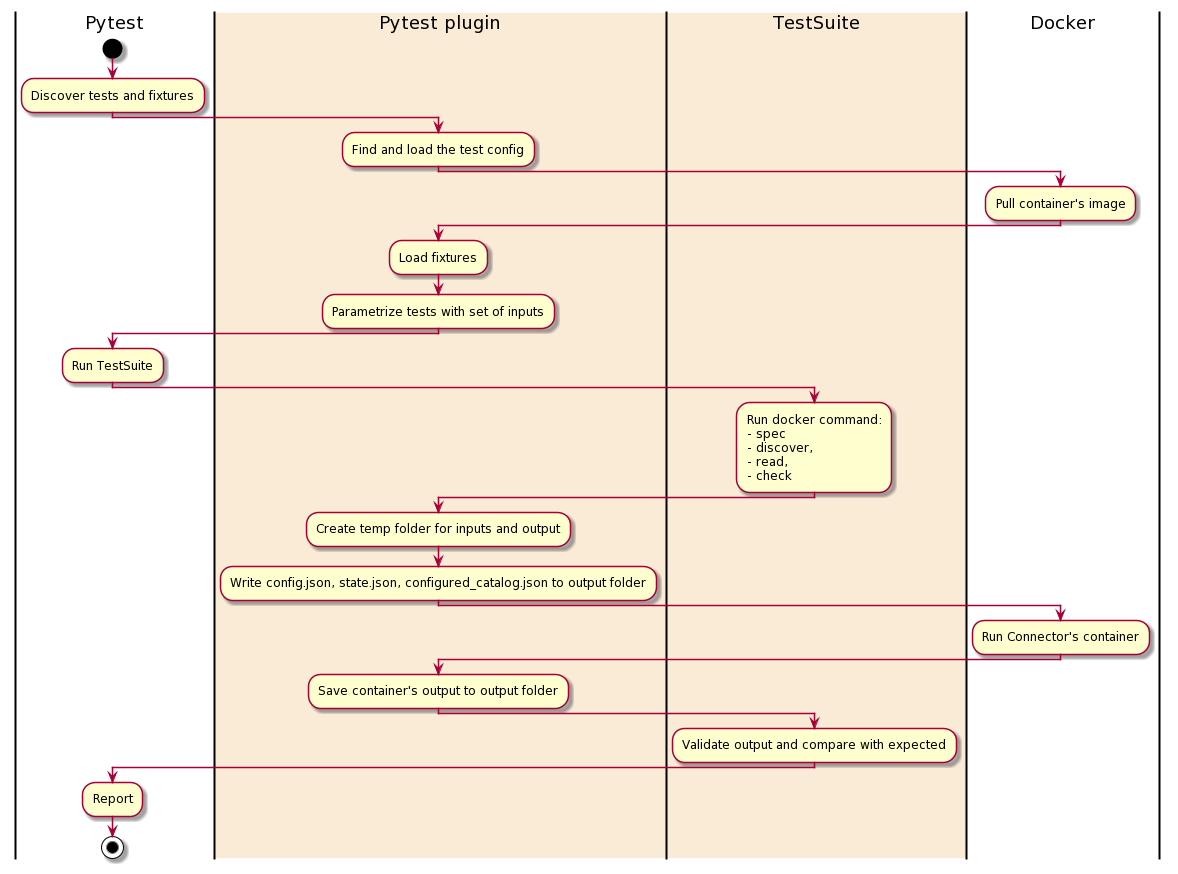 Pytest
Pytest plugin
TestSuite
Docker
Discover tests and fixtures
Find and load the test config
Pull container's image
Load fixtures
Parametrize tests with set of inputs
Run TestSuite
Run docker command:
- spec
- discover,
- read,
- check
Create temp folder for inputs and output
Write config.json, state.json, configured_catalog.json to output folder
Run Connector's container
Save container's output to output folder
Validate output and compare with expected
Report